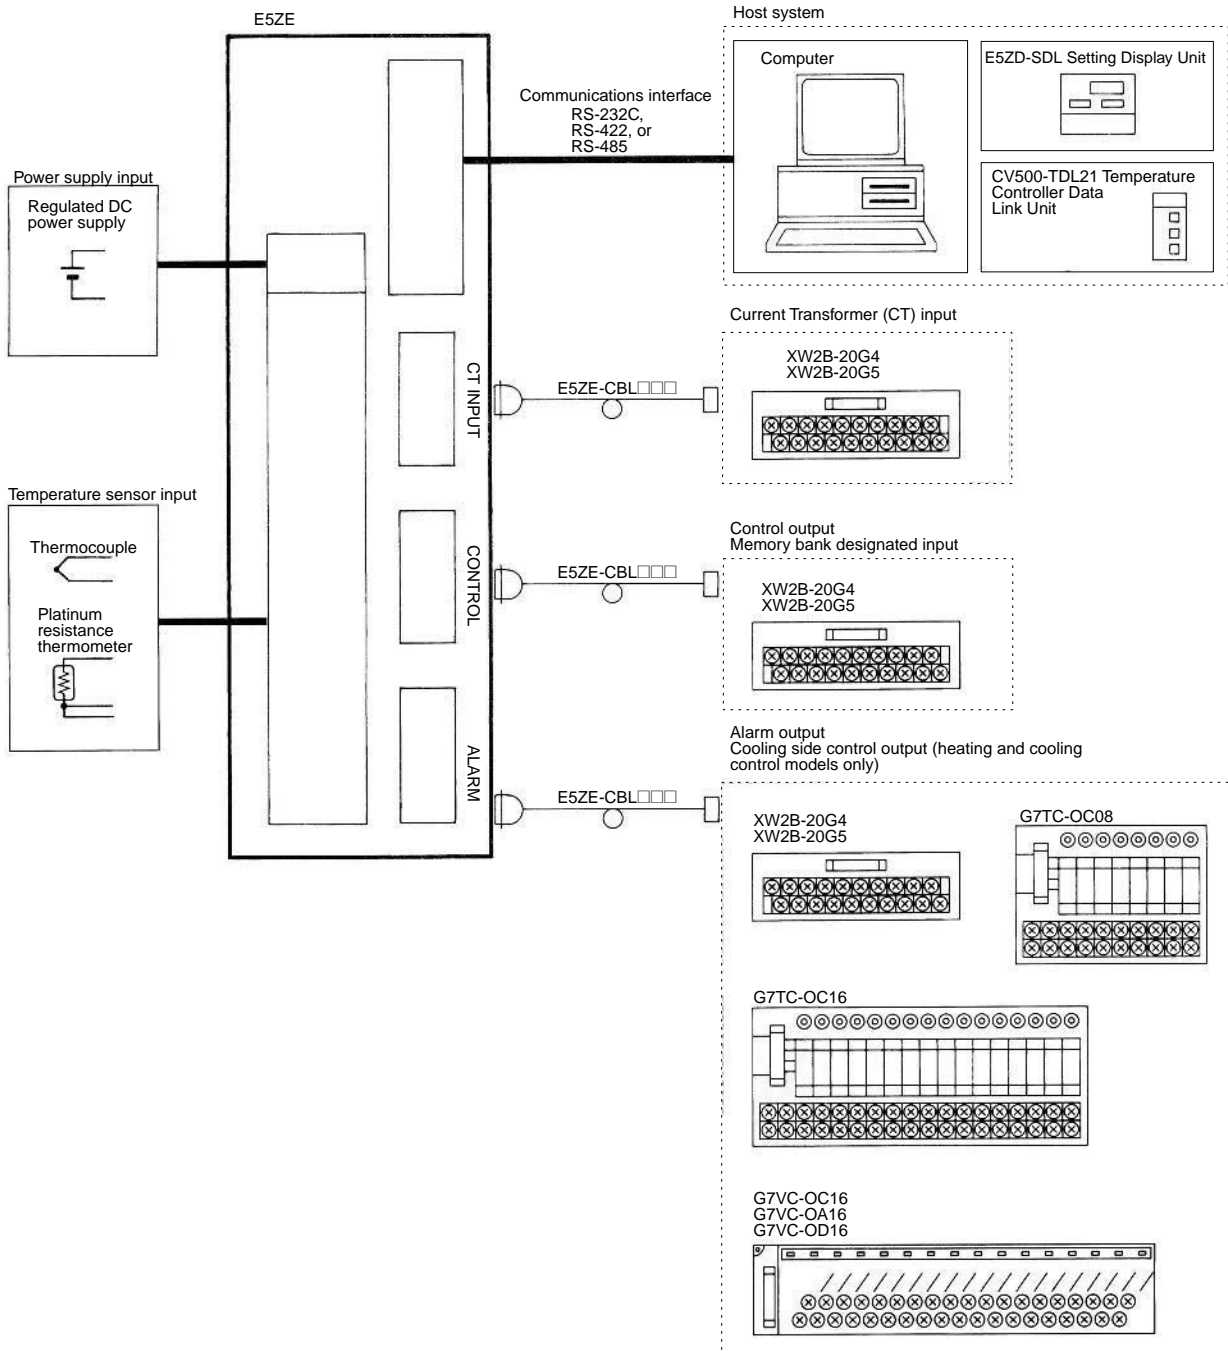 E5ZE
Host system
Computer
E5ZD-SDL Setting Display Unit
Communications interface
RS-232C,
RS-422, or
RS-485
CV500-TDL21 Temperature
Controller Data
Link Unit
Power supply input
Regulated DC
power supply
Current Transformer (CT) input
XW2B-20G4
XW2B-20G5
CT INPUT
E5ZE-CBL□□□
Temperature sensor input
Thermocouple
Platinum
resistance
thermometer
Control output
Memory bank designated input
CONTROL
E5ZE-CBL□□□
XW2B-20G4
XW2B-20G5
Alarm output
Cooling side control output (heating and cooling
control models only)
ALARM
E5ZE-CBL□□□
XW2B-20G4
XW2B-20G5
G7TC-OC08
G7TC-OC16
G7VC-OC16
G7VC-OA16
G7VC-OD16